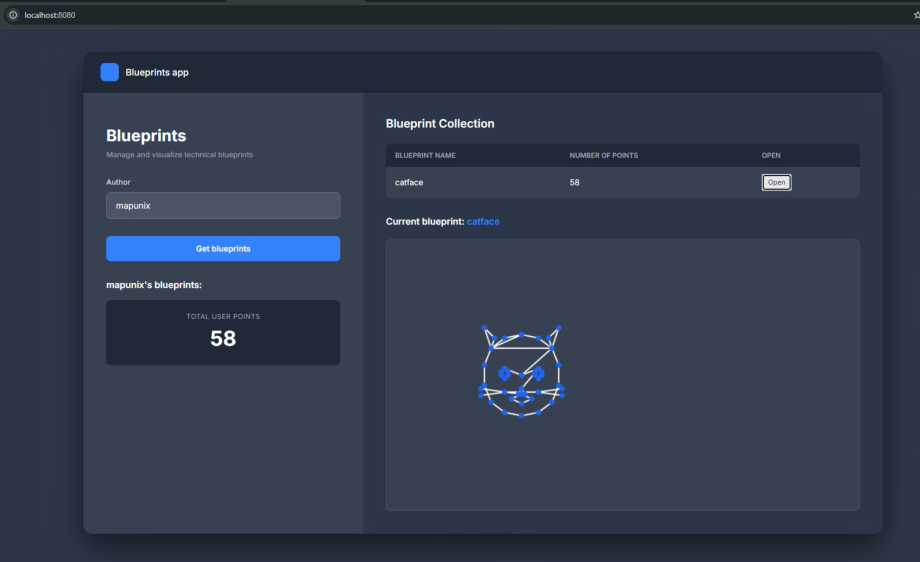 localhost:8080
Blueprints app
Blueprints
Manage and visualize technical blueprints
Author
mapunix
Get blueprints
mapunix's blueprints:
TOTAL USER POINTS
58
Blueprint Collection
BLUEPRINT NAME NUMBER OF POINTS OPEN
catface 58 Open
Current blueprint: catface